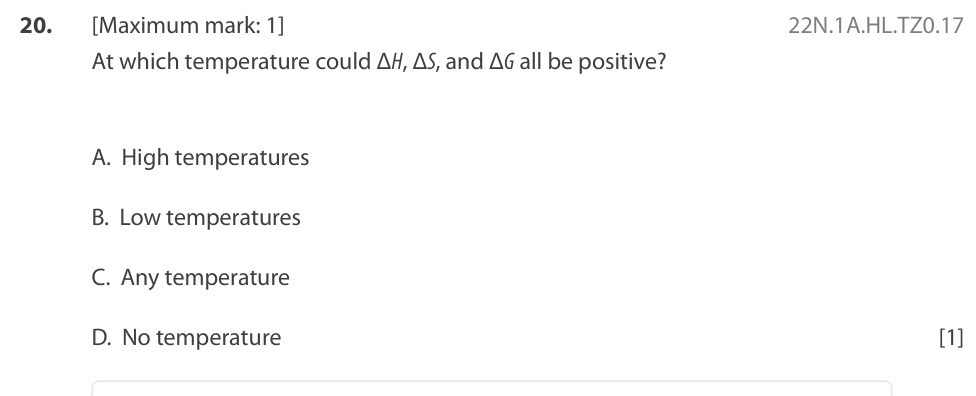 20. [Maximum mark: 1] 22N.1A.HL.TZ0.17
At which temperature could ΔH, ΔS, and ΔG all be positive?
A. High temperatures
B. Low temperatures
C. Any temperature
D. No temperature [1]